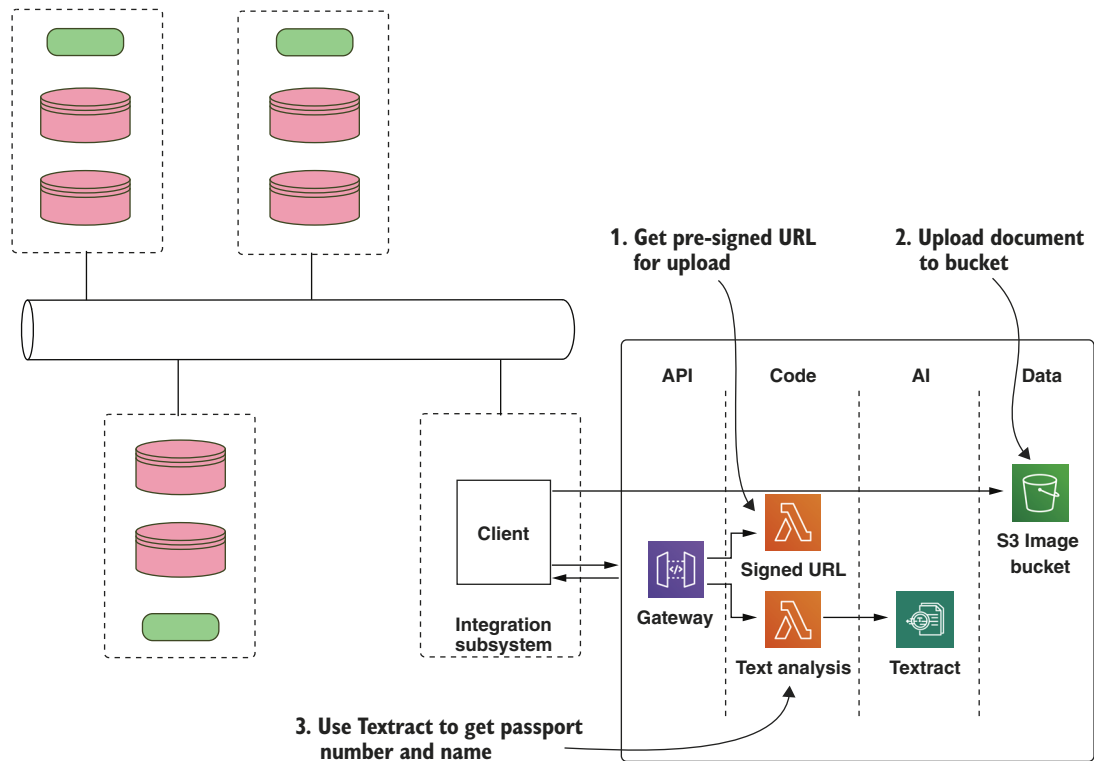 1. Get pre-signed URL
for upload
2. Upload document
to bucket
API
Code
AI
Data
Client
Integration
subsystem
Gateway
Signed URL
Text analysis
Textract
S3 Image
bucket
3. Use Textract to get passport
number and name